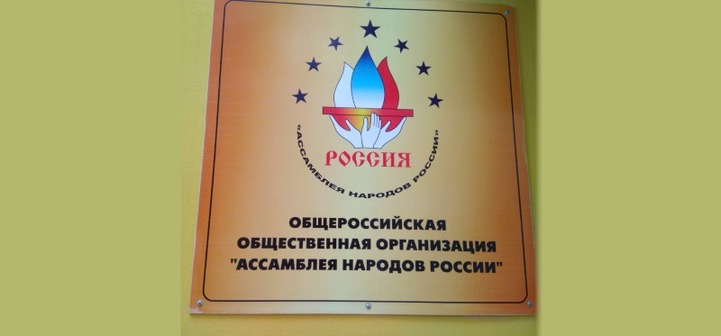 РОССИЯ
«АССАМБЛЕЯ НАРОДОВ РОССИИ»
ОБЩЕРОССИЙСКАЯ
ОБЩЕСТВЕННАЯ ОРГАНИЗАЦИЯ
"АССАМБЛЕЯ НАРОДОВ РОССИИ"